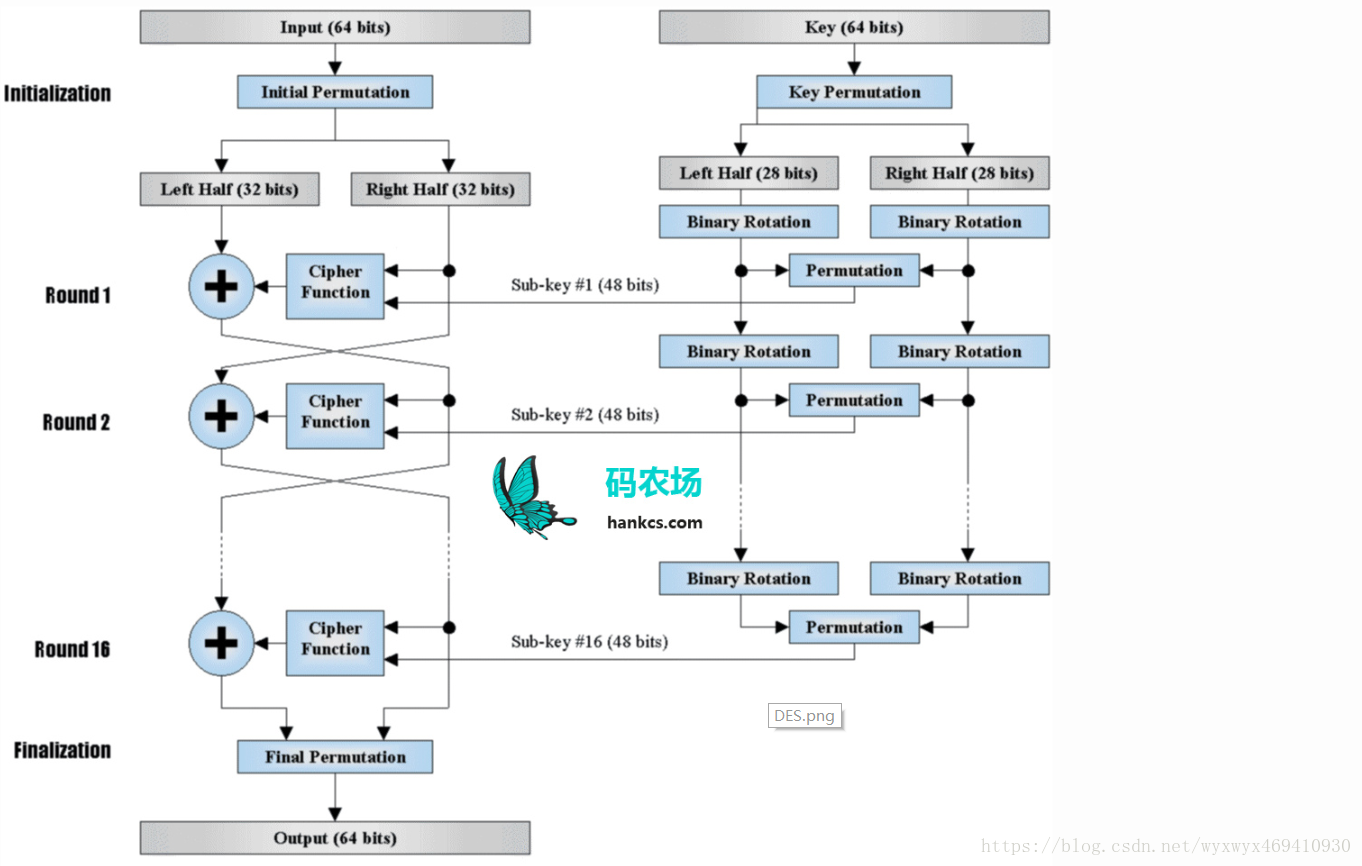 Input (64 bits)
Key (64 bits)
Initialization
Initial Permutation
Key Permutation
Left Half (32 bits)
Right Half (32 bits)
Left Half (28 bits)
Right Half (28 bits)
Binary Rotation
Binary Rotation
Round 1
Cipher
Function
Sub-key #1 (48 bits)
Permutation
Binary Rotation
Binary Rotation
Round 2
Cipher
Function
Sub-key #2 (48 bits)
Permutation
码农场
hankcs.com
Binary Rotation
Binary Rotation
Round 16
Cipher
Function
Sub-key #16 (48 bits)
Permutation
DES.png
Finalization
Final Permutation
Output (64 bits)
https://blog.csdn.net/wyxwyx469410930